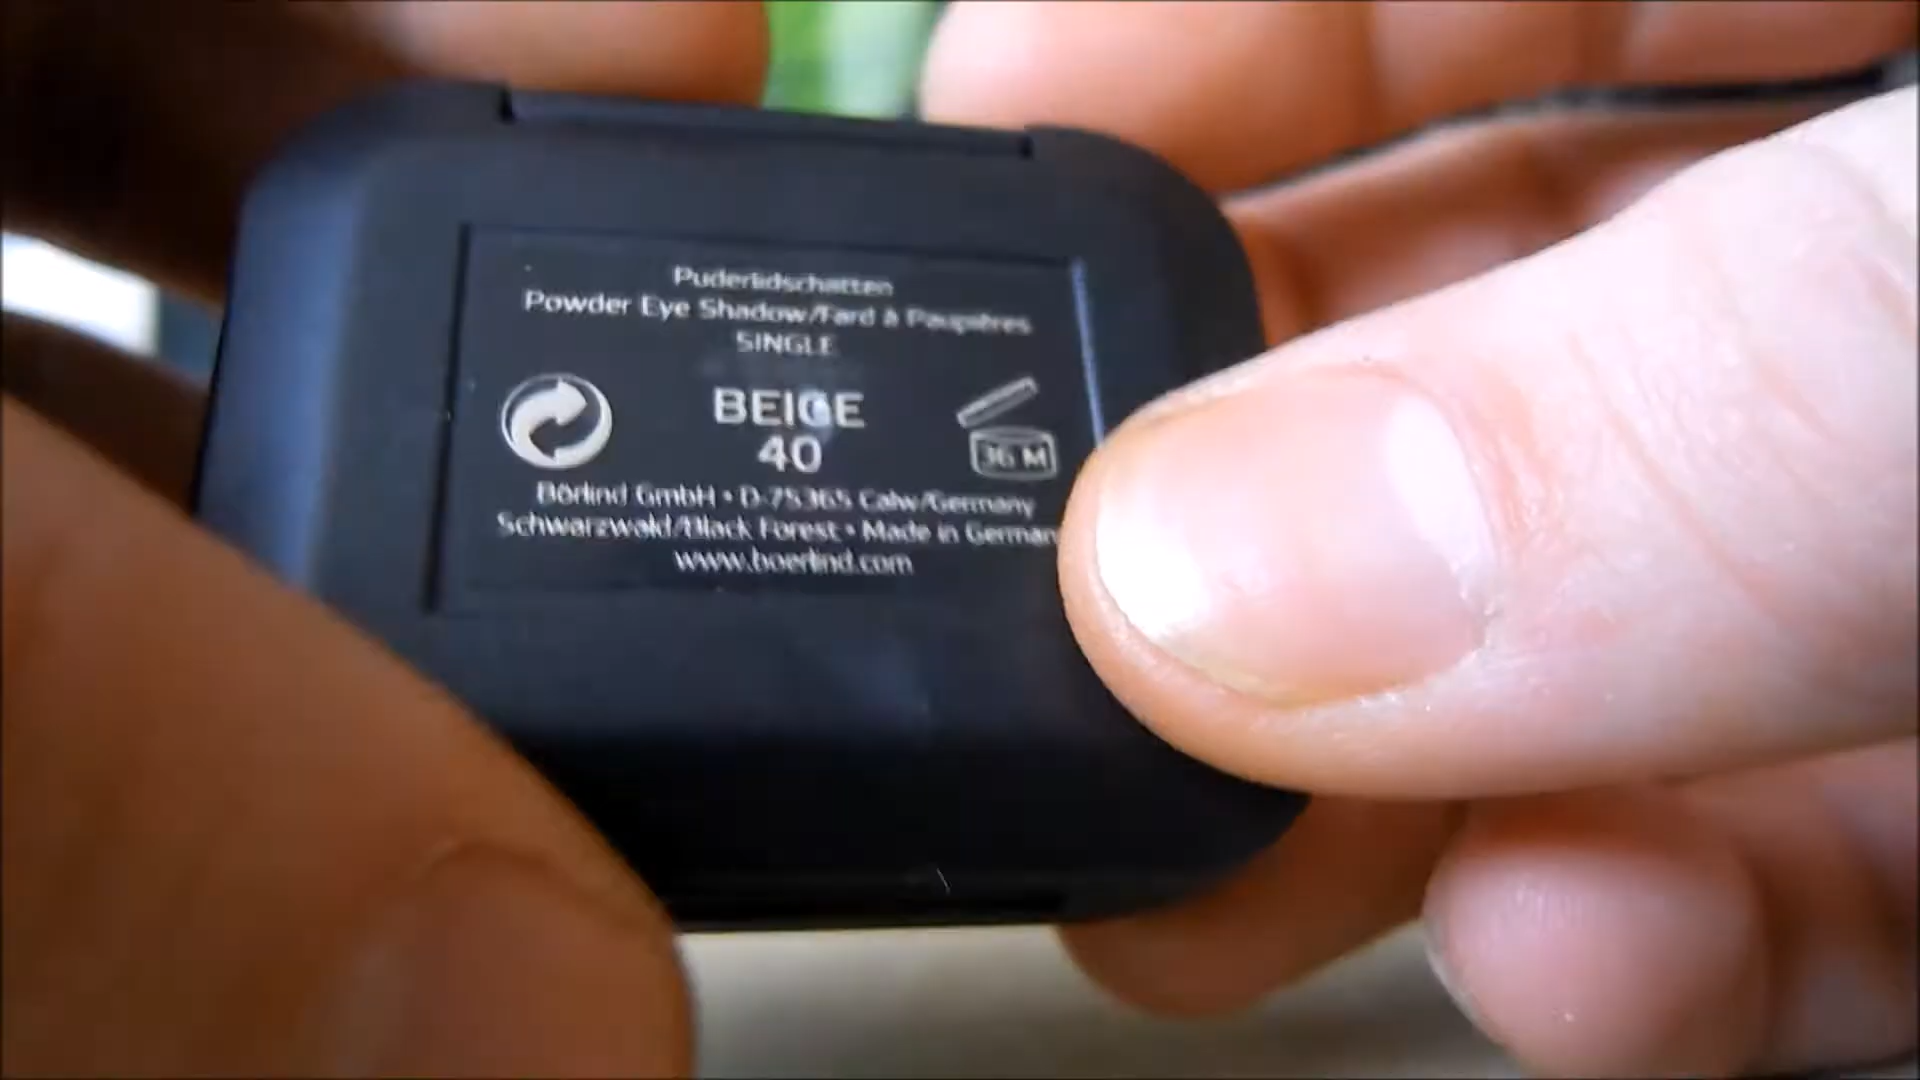 Puderlidschatten
Powder Eye Shadow/Fard à Paupières
SINGLE
BEIGE
40
36 M
Börlind GmbH • D-75365 Calw/Germany
Schwarzwald/Black Forest • Made in German
www.boerlind.com